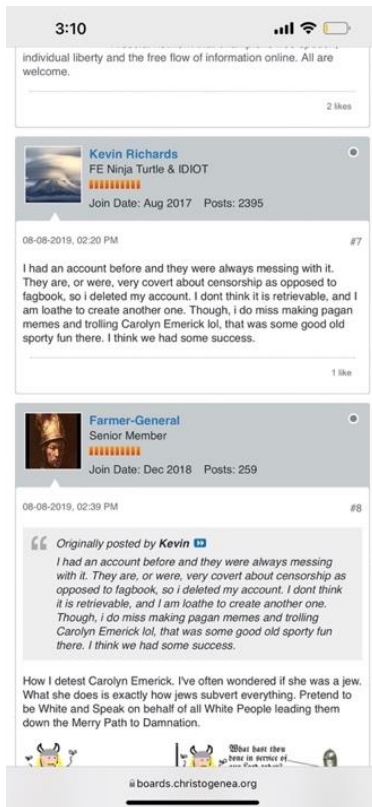 3:10
individual liberty and the free flow of information online. All are
welcome.
2 likes
Kevin Richards
FE Ninja Turtle & IDIOT
Join Date: Aug 2017 Posts: 2395
08-08-2019, 02:20 PM
#7
I had an account before and they were always messing with it.
They are, or were, very covert about censorship as opposed to
fagbook, so i deleted my account. I dont think it is retrievable, and I
am loathe to create another one. Though, i do miss making pagan
memes and trolling Carolyn Emerick lol, that was some good old
sporty fun there. I think we had some success.
1 like
Farmer-General
Senior Member
Join Date: Dec 2018 Posts: 259
08-08-2019, 02:39 PM
#8
Originally posted by Kevin
I had an account before and they were always messing
with it. They are, or were, very covert about censorship as
opposed to fagbook, so i deleted my account. I dont think
it is retrievable, and I am loathe to create another one.
Though, i do miss making pagan memes and trolling
Carolyn Emerick lol, that was some good old sporty fun
there. I think we had some success.
How I detest Carolyn Emerick. I've often wondered if she was a jew.
What she does is exactly how jews subvert everything. Pretend to
be White and Speak on behalf of all White People leading them
down the Merry Path to Damnation.
What hast thou
done in service of
boards.christogenea.org